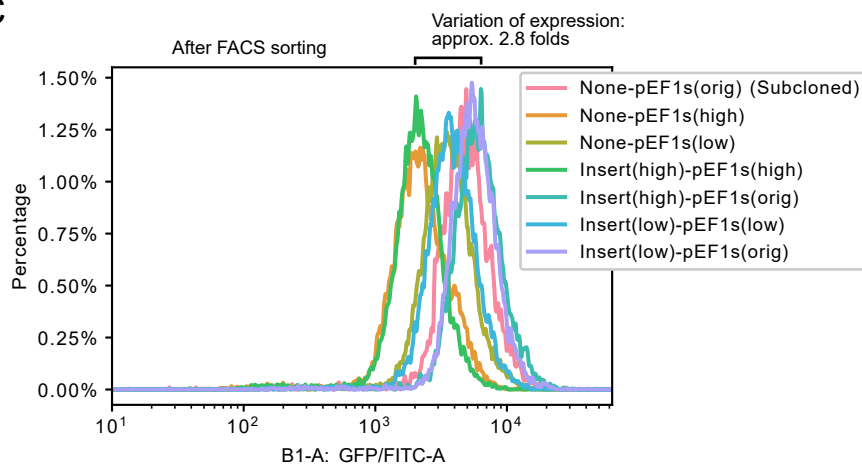 Variation of expression:
After FACS sorting
approx. 2.8 folds
1.50%
1.25%
1.00%
0.75%
0.50%
0.25%
0.00%
Percentage
None-pEF1s(orig) (Subcloned)
None-pEF1s(high)
None-pEF1s(low)
Insert(high)-pEF1s(high)
Insert(high)-pEF1s(orig)
Insert(low)-pEF1s(low)
Insert(low)-pEF1s(orig)
10¹ 10² 10³ 10⁴
B1-A: GFP/FITC-A